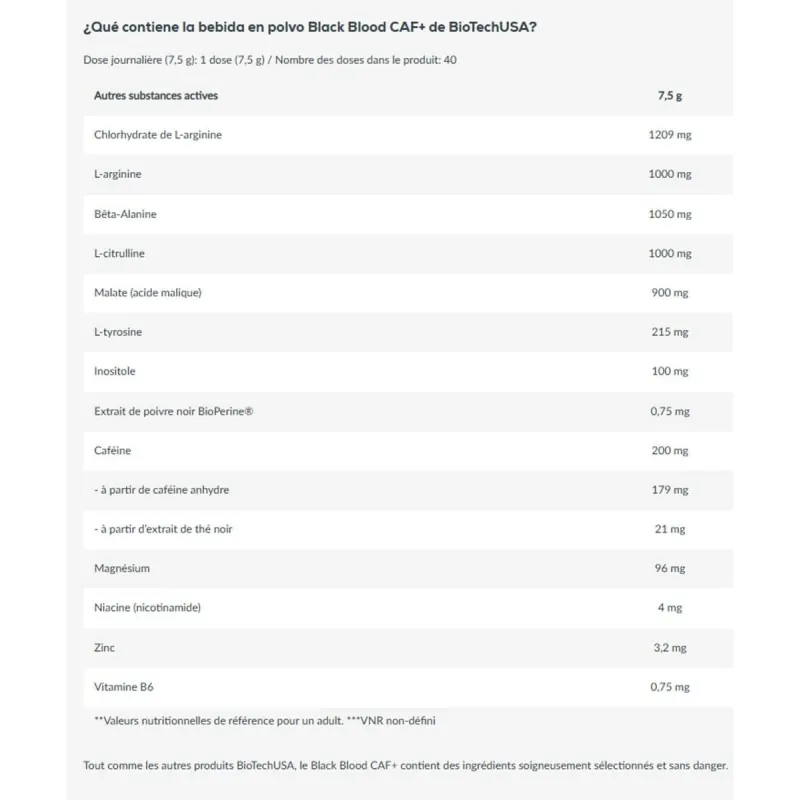 ¿Qué contiene la bebida en polvo Black Blood CAF+ de BioTechUSA?
Dose journalière (7,5 g): 1 dose (7,5 g) / Nombre des doses dans le produit: 40
Autres substances actives 7,5 g
Chlorhydrate de L-arginine 1209 mg
L-arginine 1000 mg
Bêta-Alanine 1050 mg
L-citrulline 1000 mg
Malate (acide malique) 900 mg
L-tyrosine 215 mg
Inositole 100 mg
Extrait de poivre noir BioPerine® 0,75 mg
Caféine 200 mg
- à partir de caféine anhydre 179 mg
- à partir d'extrait de thé noir 21 mg
Magnésium 96 mg
Niacine (nicotinamide) 4 mg
Zinc 3,2 mg
Vitamine B6 0,75 mg
**Valeurs nutritionnelles de référence pour un adult. ***VNR non-défini
Tout comme les autres produits BioTechUSA, le Black Blood CAF+ contient des ingrédients soigneusement sélectionnés et sans danger.